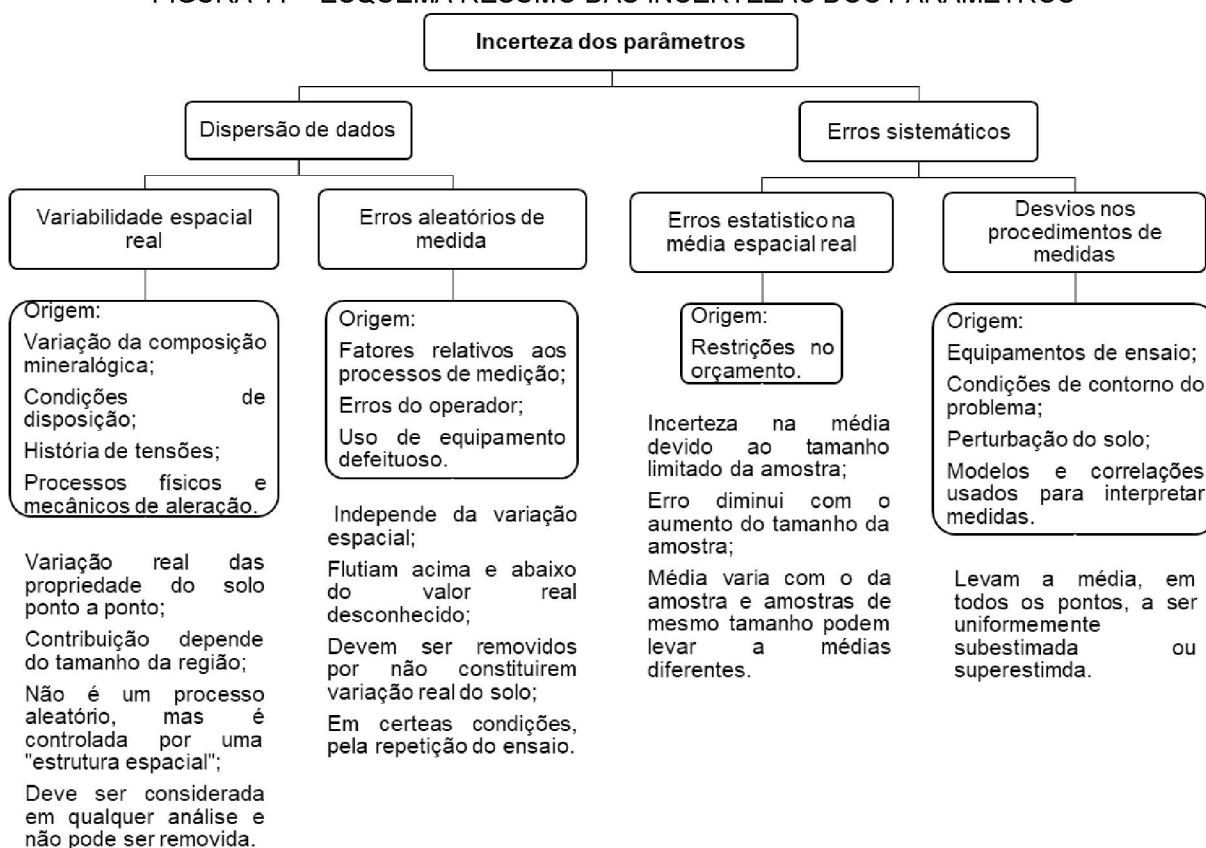 FIGURA 11 – ESQUEMA RESUMO DAS INCERTEZAS DOS PARÂMETROS
Incerteza dos parâmetros
Dispersão de dados
Erros sistemáticos
Variabilidade espacial
real
Erros aleatórios de
medida
Erros estatistico na
média espacial real
Desvios nos
procedimentos de
medidas
Origem:
Variação da composição
mineralógica;
Condições de
disposição;
História de tensões;
Processos físicos e
mecânicos de aleração.
Variação real das
propriedade do solo
ponto a ponto;
Contribuição depende
do tamanho da região;
Não é um processo
aleatório, mas é
controlada por uma
"estrutura espacial";
Deve ser considerada
em qualquer análise e
não pode ser removida.
Origem:
Fatores relativos aos
processos de medição;
Erros do operador;
Uso de equipamento
defeituoso.
Independe da variação
espacial;
Flutiam acima e abaixo
do valor real
desconhecido;
Devem ser removidos
por não constituirem
variação real do solo;
Em certeas condições,
pela repetição do ensaio.
Origem:
Restrições no
orçamento.
Incerteza na média
devido ao tamanho
limitado da amostra;
Erro diminui com o
aumento do tamanho da
amostra;
Média varia com o da
amostra e amostras de
mesmo tamanho podem
levar a médias
diferentes.
Origem:
Equipamentos de ensaio;
Condições de contorno do
problema;
Perturbação do solo;
Modelos e correlações
usados para interpretar
medidas.
Levam a média, em
todos os pontos, a ser
uniformemente
subestimada ou
superestimda.